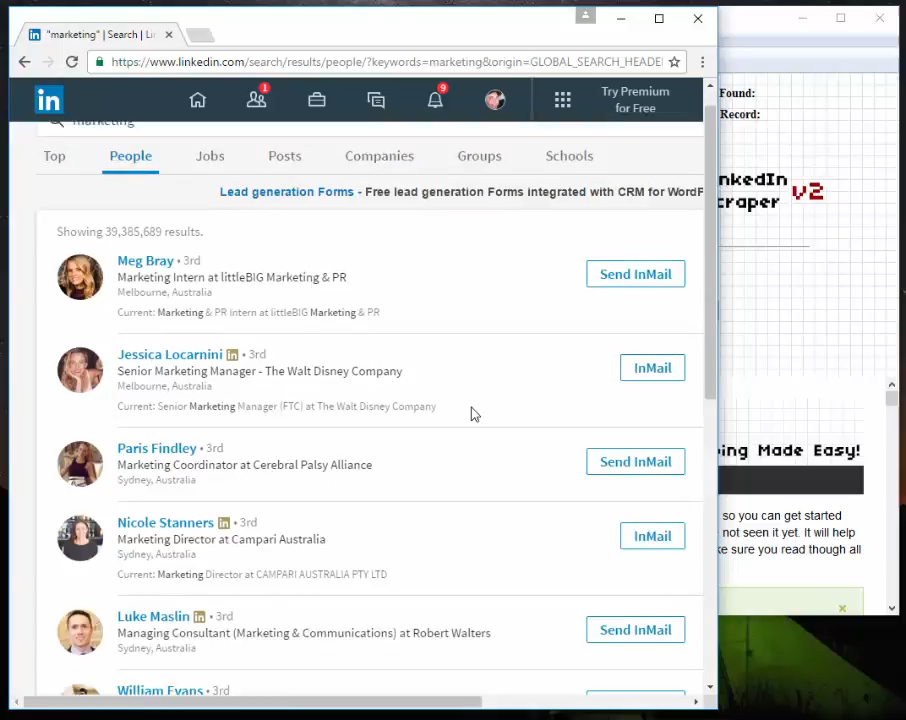 in "marketing" | Search | Li
https://www.linkedin.com/search/results/people/?keywords=marketing&origin=GLOBAL_SEARCH_HEADE
in 1 9 Try Premium
for Free
marketing
Top People Jobs Posts Companies Groups Schools
Lead generation Forms - Free lead generation Forms integrated with CRM for WordF
Showing 39,385,689 results.
Meg Bray • 3rd
Marketing Intern at littleBIG Marketing & PR
Send InMail
Melbourne, Australia
Current: Marketing & PR Intern at littleBIG Marketing & PR
Jessica Locarnini in • 3rd
Senior Marketing Manager - The Walt Disney Company
InMail
Melbourne, Australia
Current: Senior Marketing Manager (FTC) at The Walt Disney Company
Paris Findley • 3rd
Marketing Coordinator at Cerebral Palsy Alliance
Send InMail
Sydney, Australia
Nicole Stanners in • 3rd
Marketing Director at Campari Australia
InMail
Sydney, Australia
Current: Marketing Director at CAMPARI AUSTRALIA PTY LTD
Luke Maslin in • 3rd
Managing Consultant (Marketing & Communications) at Robert Walters
Send InMail
Sydney, Australia
William Evans • 3rd
Found:
Record:
nkedIn
craper v2
ing Made Easy!
so you can get started
not seen it yet. It will help
ke sure you read though all